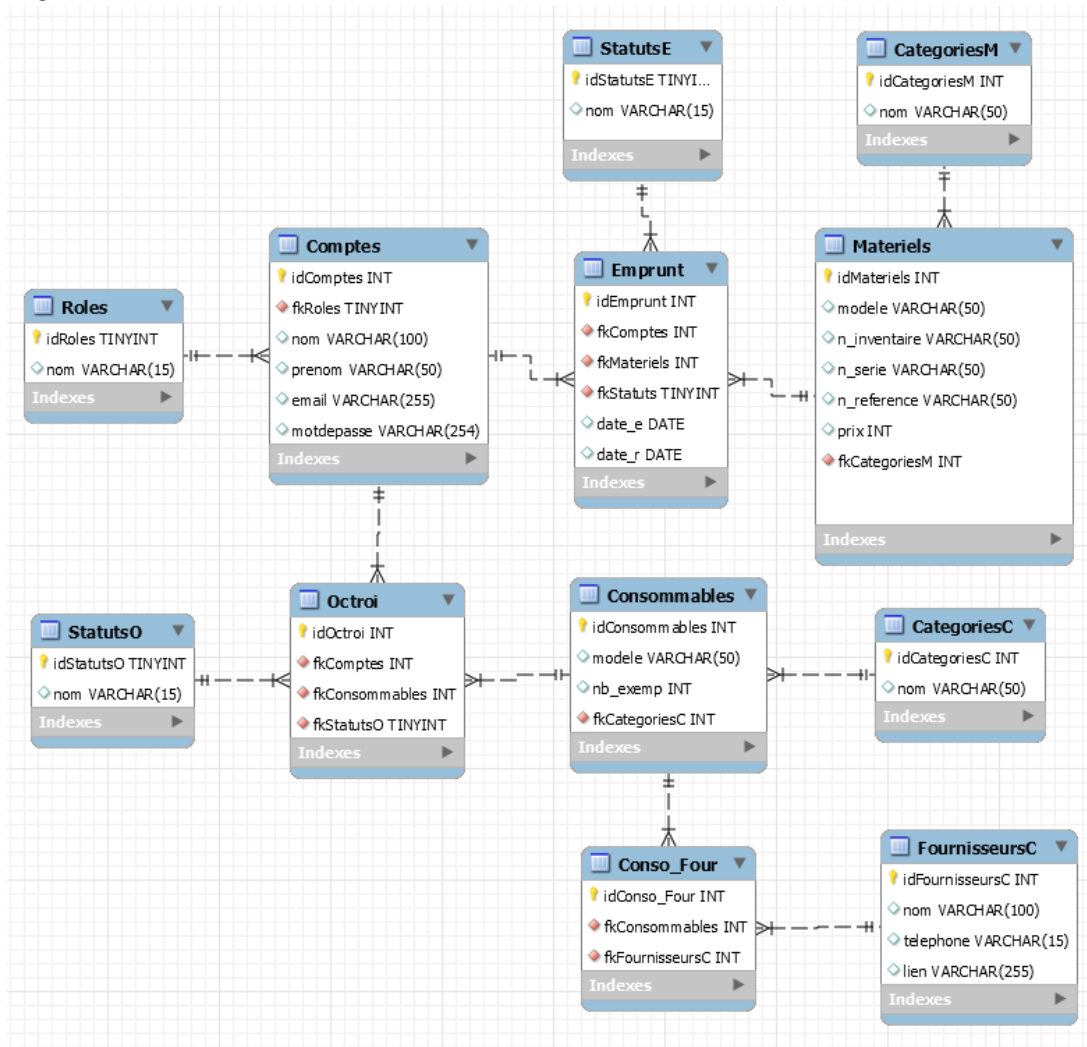 StatutsE
idStatutsE TINYI...
nom VARCHAR(15)
Indexes
CategoriesM
idCategoriesM INT
nom VARCHAR(50)
Indexes
Comptes
idComptes INT
fkRoles TINYINT
nom VARCHAR(100)
prenom VARCHAR(50)
email VARCHAR(255)
motdepasse VARCHAR(254)
Indexes
Emprunt
idEmprunt INT
fkComptes INT
fkMateriels INT
fkStatuts TINYINT
date_e DATE
date_r DATE
Indexes
Materiels
idMateriels INT
modele VARCHAR(50)
n_inventaire VARCHAR(50)
n_serie VARCHAR(50)
n_reference VARCHAR(50)
prix INT
fkCategoriesM INT
Indexes
Roles
idRoles TINYINT
nom VARCHAR(15)
Indexes
StatutsO
idStatutsO TINYINT
nom VARCHAR(15)
Indexes
Octroi
idOctroi INT
fkComptes INT
fkConsommables INT
fkStatutsO TINYINT
Indexes
Consommables
idConsommables INT
modele VARCHAR(50)
nb_exemp INT
fkCategoriesC INT
Indexes
CategoriesC
idCategoriesC INT
nom VARCHAR(50)
Indexes
Conso_Four
idConso_Four INT
fkConsommables INT
fkFournisseursC INT
Indexes
FournisseursC
idFournisseursC INT
nom VARCHAR(100)
telephone VARCHAR(15)
lien VARCHAR(255)
Indexes